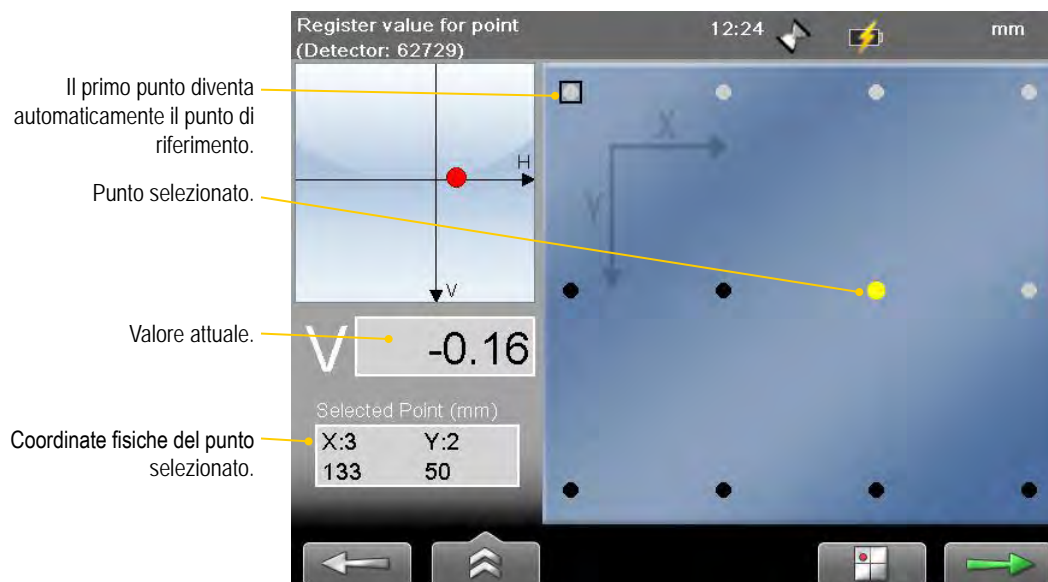 Register value for point
(Detector: 62729)
12:24
mm
Il primo punto diventa
automaticamente il punto di
riferimento.
Punto selezionato.
Valore attuale.
Coordinate fisiche del punto
selezionato.
H
V
V
-0.16
Selected Point (mm)
X:3 Y:2
133 50
X
Y